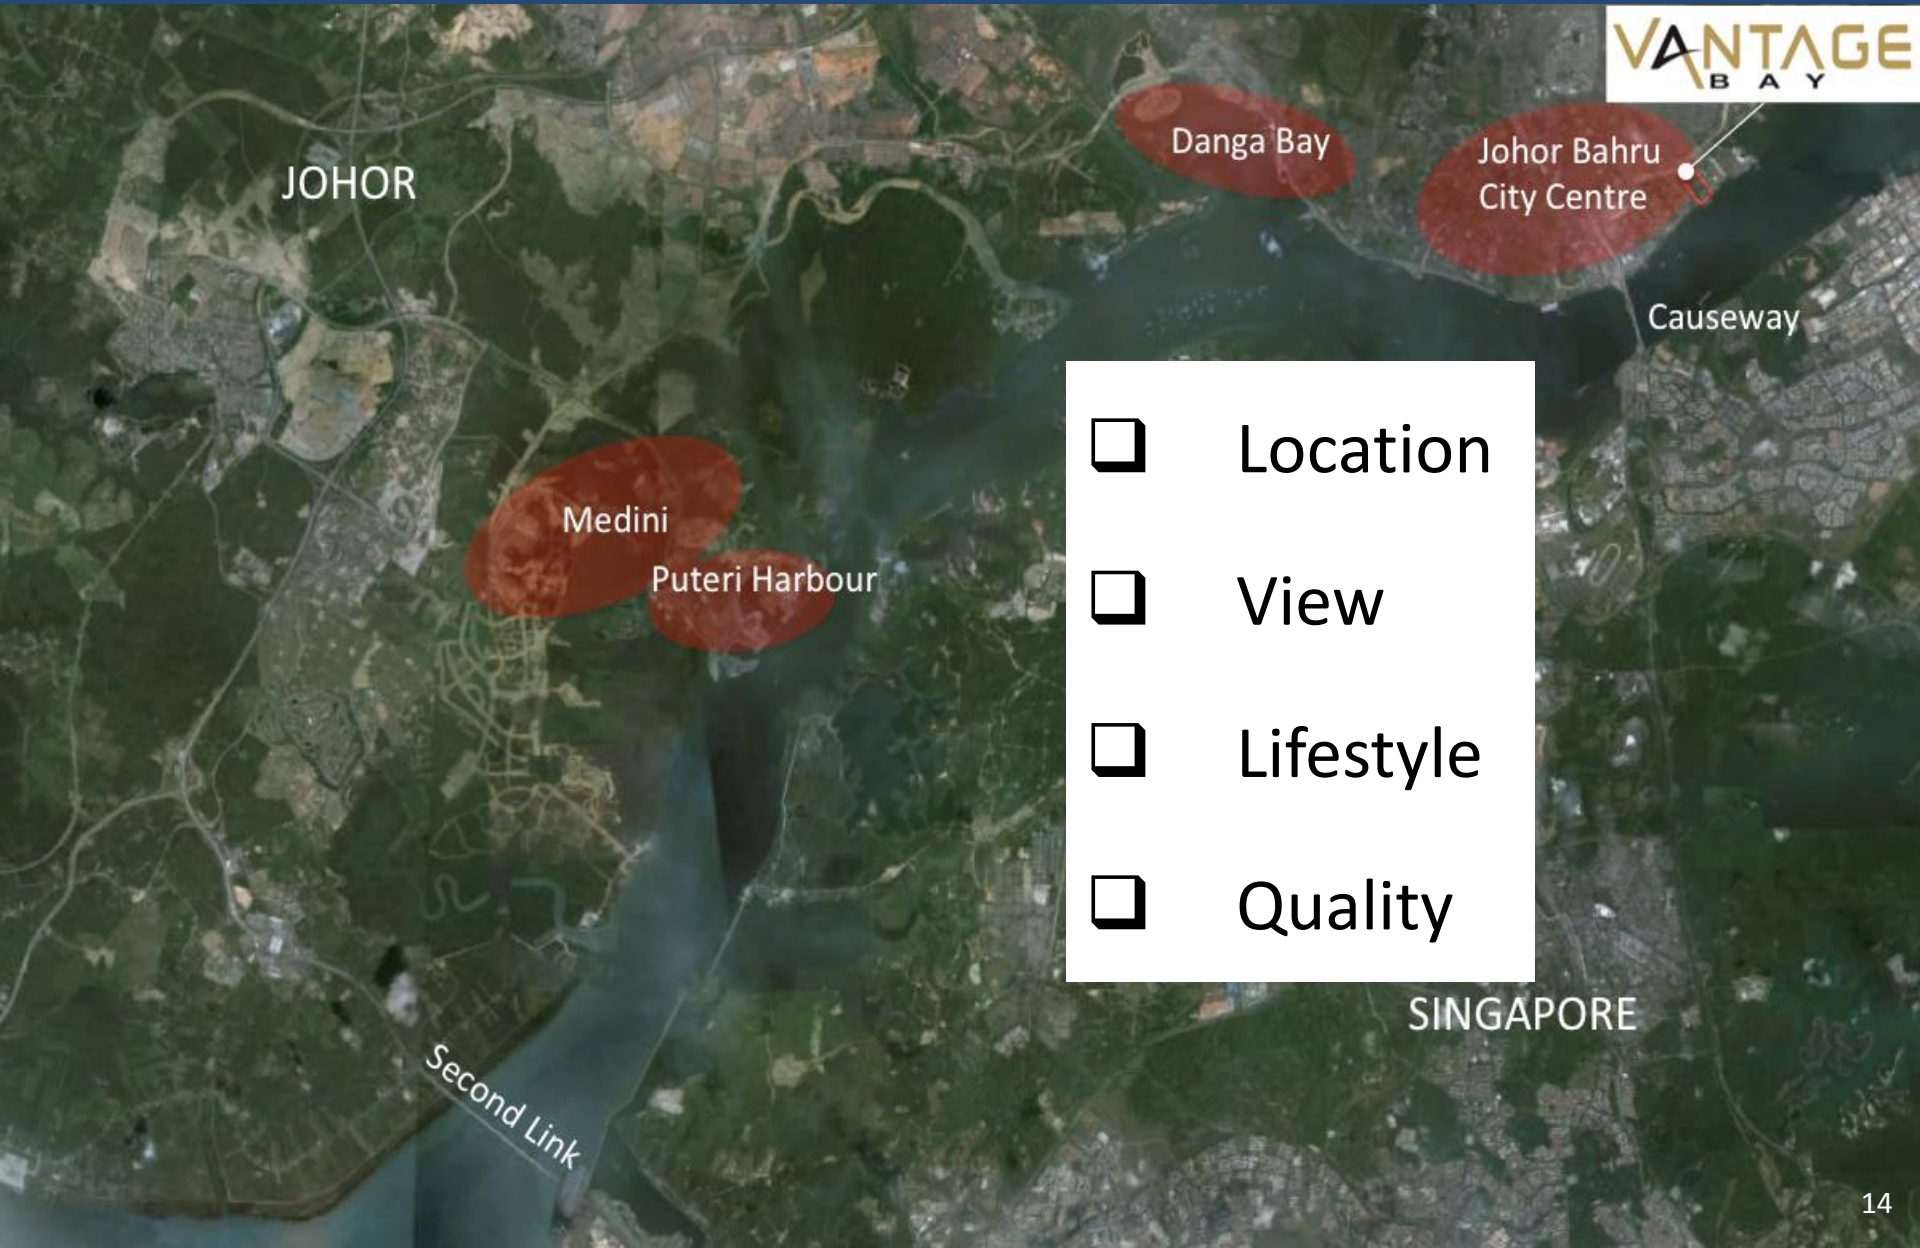 VANTAGE
BAY
Danga Bay
Johor Bahru
City Centre
JOHOR
Causeway
Location
Medini
Puteri Harbour
View
Lifestyle
Quality
SINGAPORE
Second Link
14